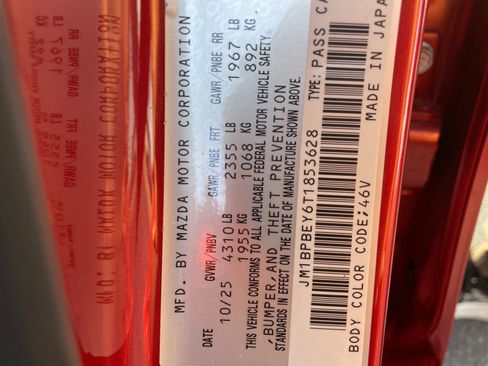 MFD. BY MAZDA MOTOR CORPORATION
DATE GVWR/PNBV GAWR/PNBE FRT GAWR/PNBE RR
10/25 4310 LB 2355 LB 1967 LB
1955 KG 1068 KG 892 KG
THIS VEHICLE CONFORMS TO ALL APPLICABLE FEDERAL MOTOR VEHICLE SAFETY,
,BUMPER, AND THEFT PREVENTION
STANDARDS IN EFFECT ON THE DATE OF MANUFACTURE SHOWN ABOVE.
JM1BPBEY6T1853628 TYPE: PASS CA
BODY COLOR CODE:46V MADE IN JAPA